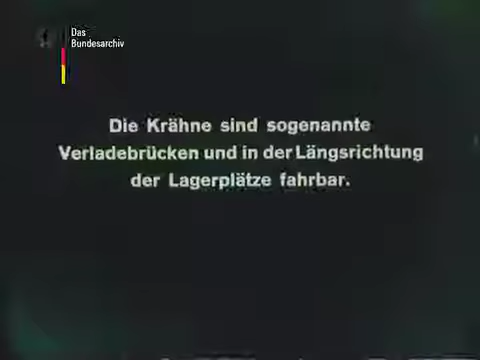 Das
Bundesarchiv
Die Krähne sind sogenannte
Verladebrücken und in der Längsrichtung
der Lagerplätze fahrbar.